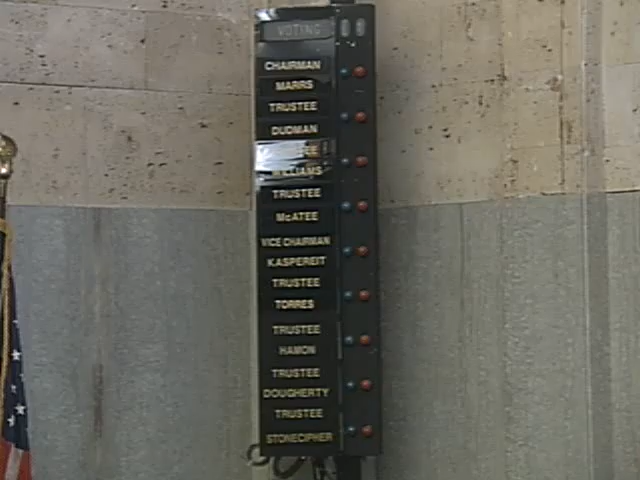 VOTING
CHAIRMAN
MARRS
TRUSTEE
DUDMAN
WILLIAMS
TRUSTEE
McATEE
VICE CHAIRMAN
KASPEREIT
TRUSTEE
TORRES
TRUSTEE
HAMON
TRUSTEE
DOUGHERTY
TRUSTEE
STONECIPHER